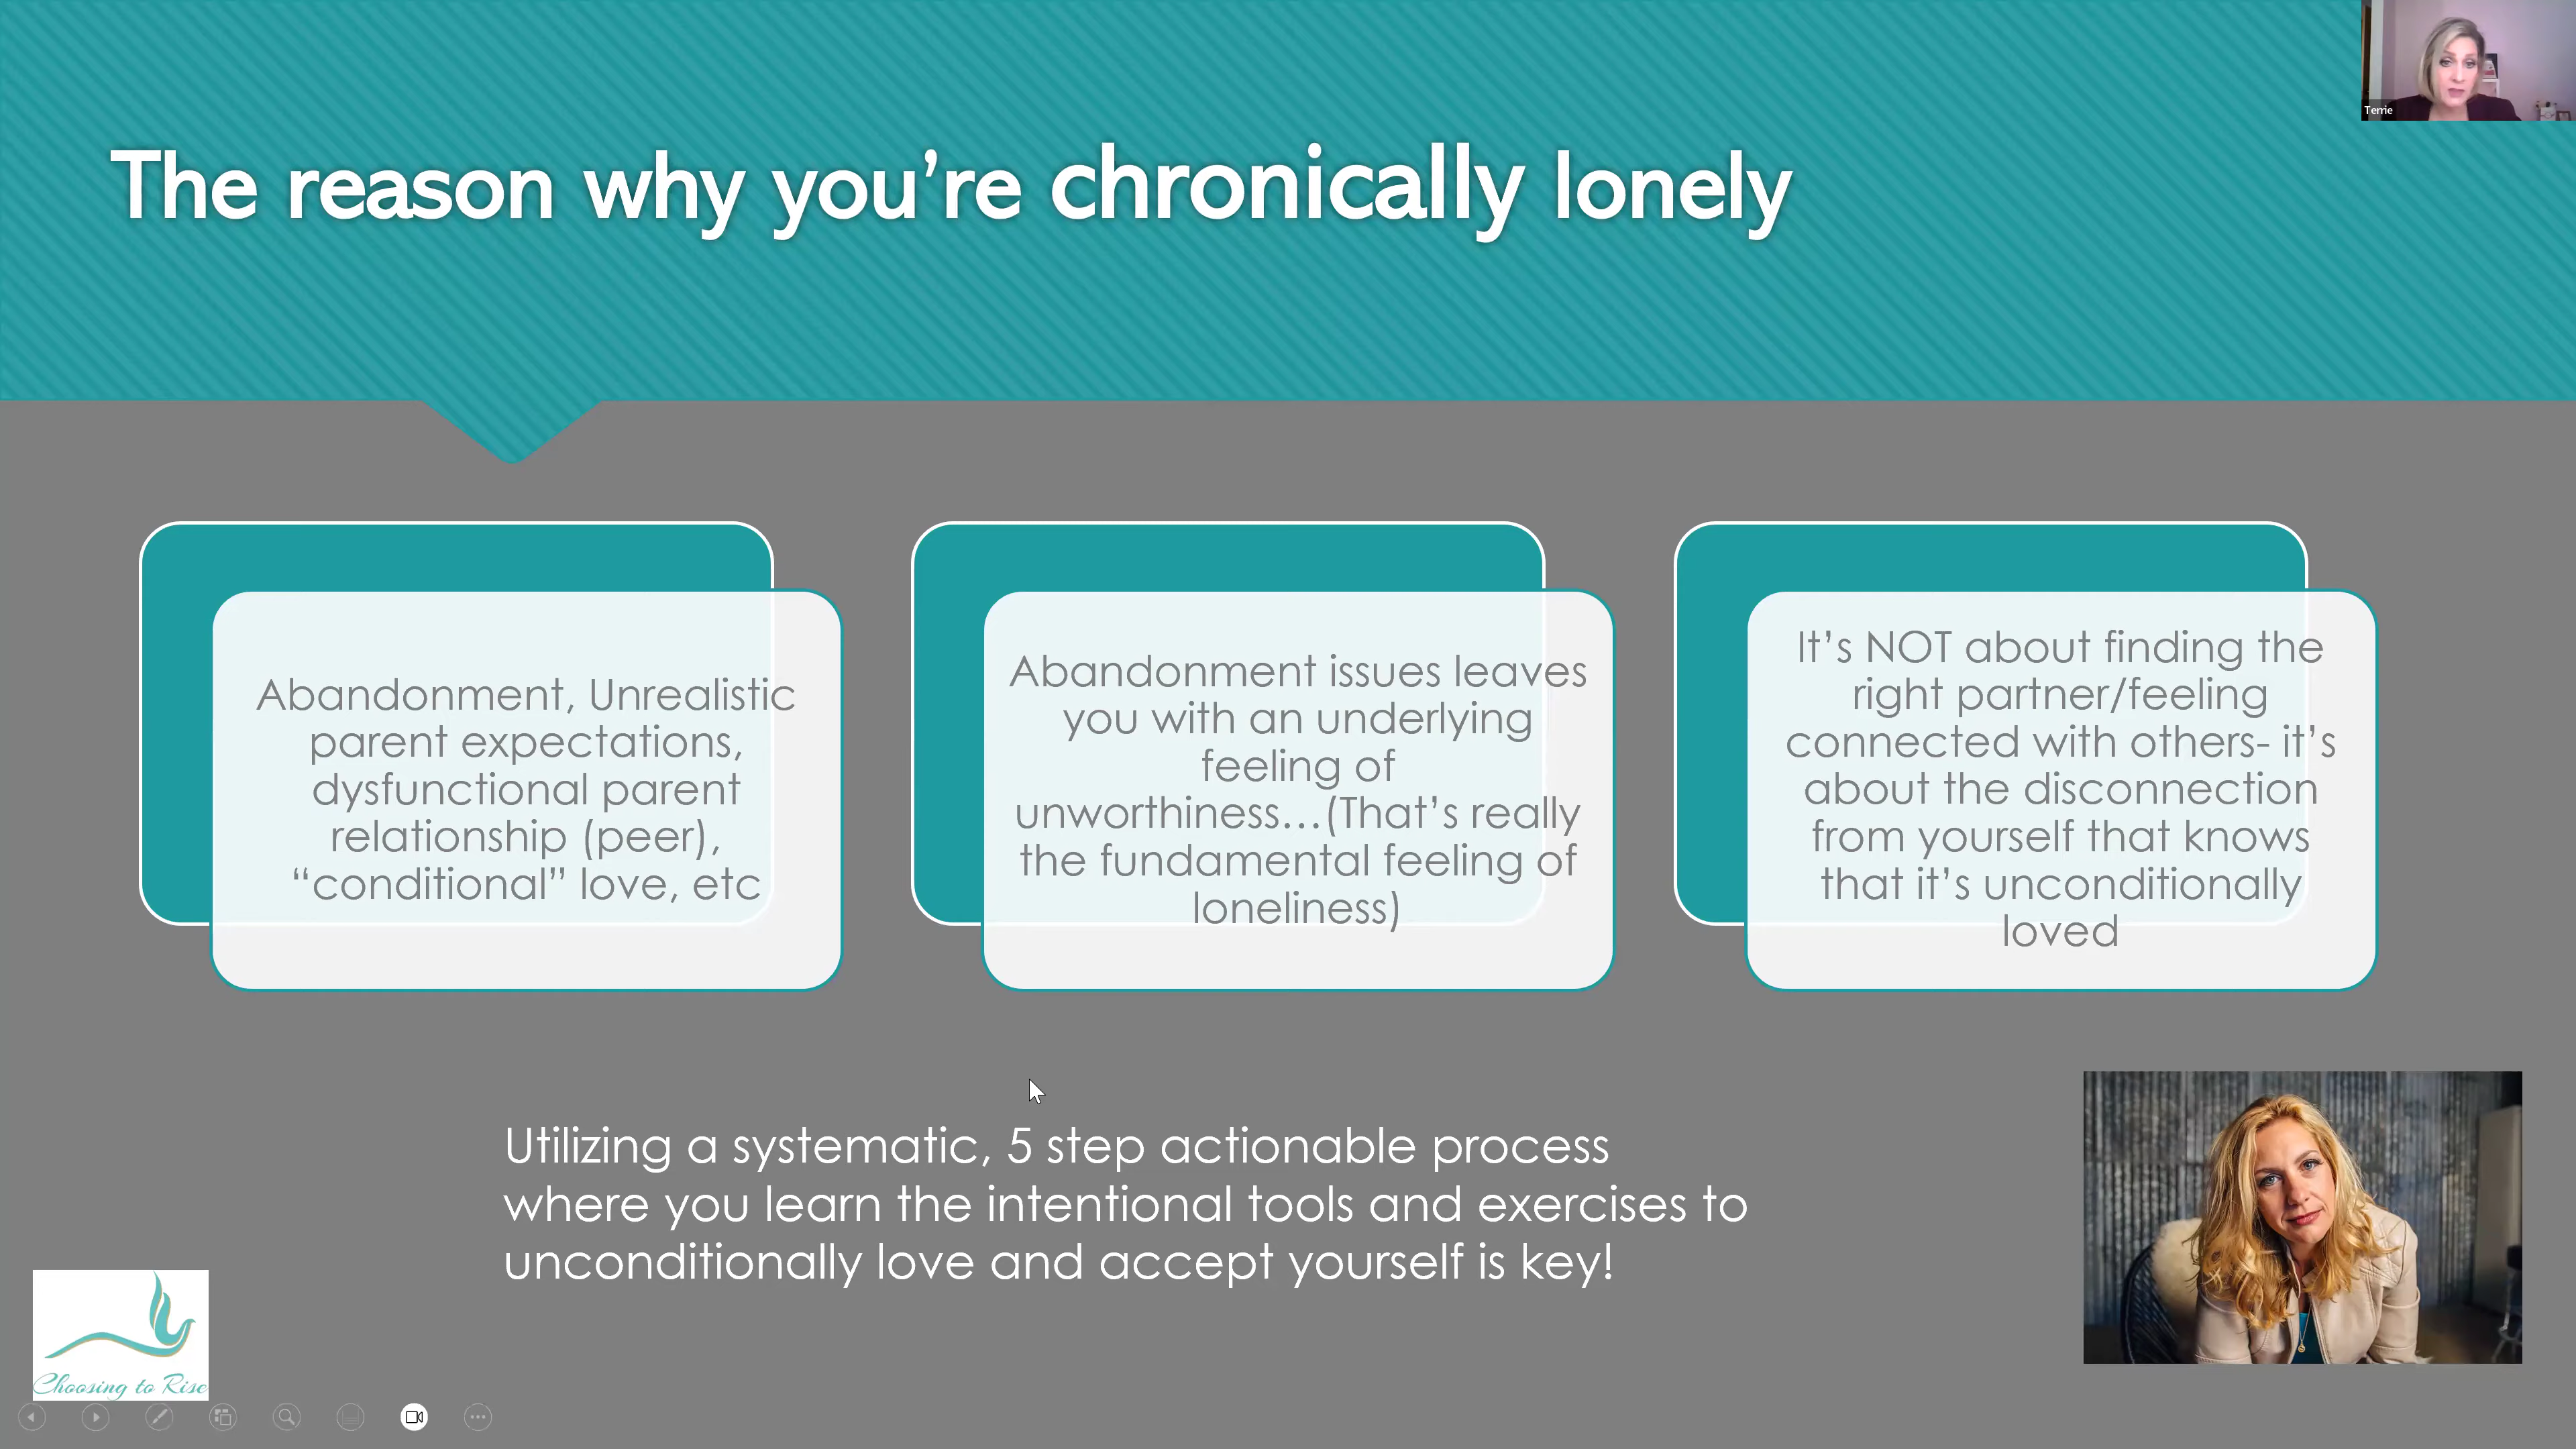 Terrie
The reason why you’re chronically lonely
Abandonment, Unrealistic
parent expectations,
dysfunctional parent
relationship (peer),
“conditional” love, etc
Abandonment issues leaves
you with an underlying
feeling of
unworthiness…(That’s really
the fundamental feeling of
loneliness)
It’s NOT about finding the
right partner/feeling
connected with others- it’s
about the disconnection
from yourself that knows
that it’s unconditionally
loved
Utilizing a systematic, 5 step actionable process
where you learn the intentional tools and exercises to
unconditionally love and accept yourself is key!
Choosing to Rise